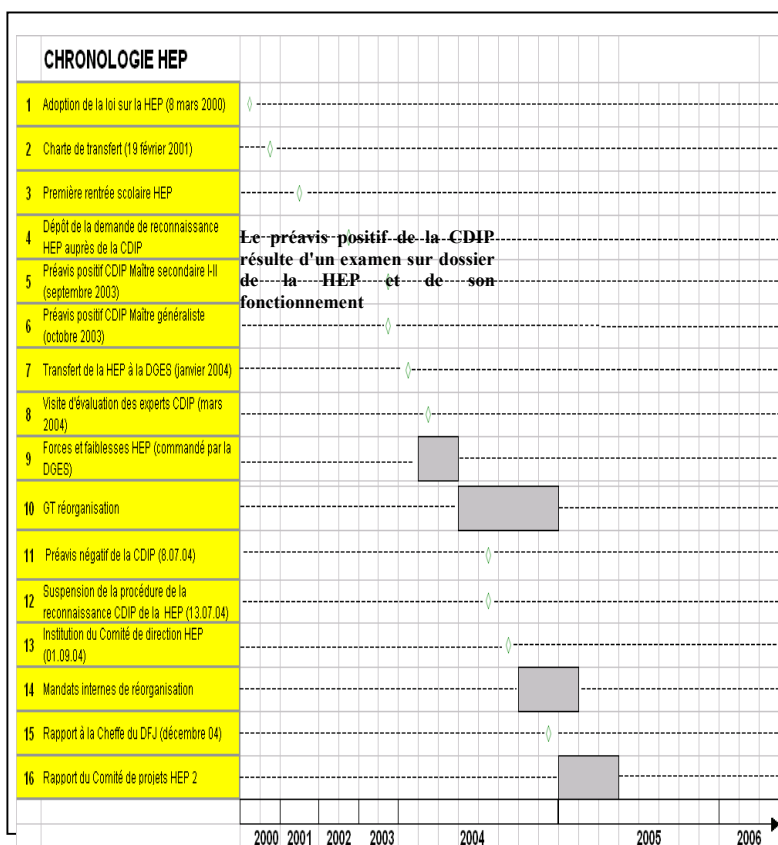 CHRONOLOGIE HEP
1 Adoption de la loi sur la HEP (8 mars 2000)
2 Charte de transfert (19 février 2001)
3 Première rentrée scolaire HEP
4 Dépôt de la demande de reconnaissance
HEP auprès de la CDIP
5 Préavis positif CDIP Maître secondaire I-II
(septembre 2003)
6 Préavis positif CDIP Maître généraliste
(octobre 2003)
7 Transfert de la HEP à la DGES (janvier 2004)
8 Visite d'évaluation des experts CDIP (mars
2004)
9 Forces et faiblesses HEP (commandé par la
DGES)
10 GT réorganisation
11 Préavis négatif de la CDIP (8.07.04)
12 Suspension de la procédure de la
reconnaissance CDIP de la HEP (13.07.04)
13 Institution du Comité de direction HEP
(01.09.04)
14 Mandats internes de réorganisation
15 Rapport à la Cheffe du DFJ (décembre 04)
16 Rapport du Comité de projets HEP 2
Le préavis positif de la CDIP
résulte d'un examen sur dossier
de la HEP et de son
fonctionnement
2000 2001 2002 2003 2004 2005 2006